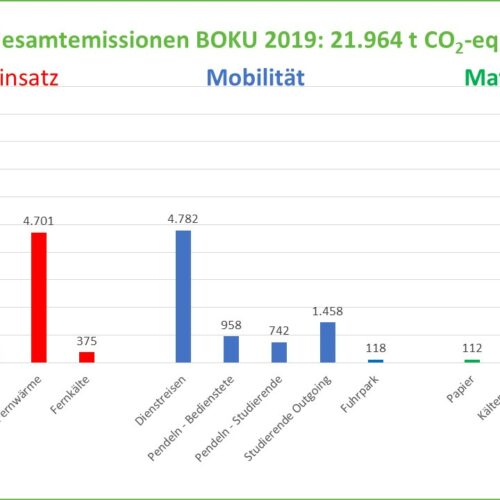 esamtemissionen BOKU 2019: 21.964 t CO₂-eq
insatz
Mobilität
Mat
4.701
375
4.782
958
742
1.458
118
112
ernwärme
Fernkälte
Dienstreisen
Pendeln - Bedienstete
Pendeln - Studierende
Studierende Outgoing
Fuhrpark
Papier
Kälte